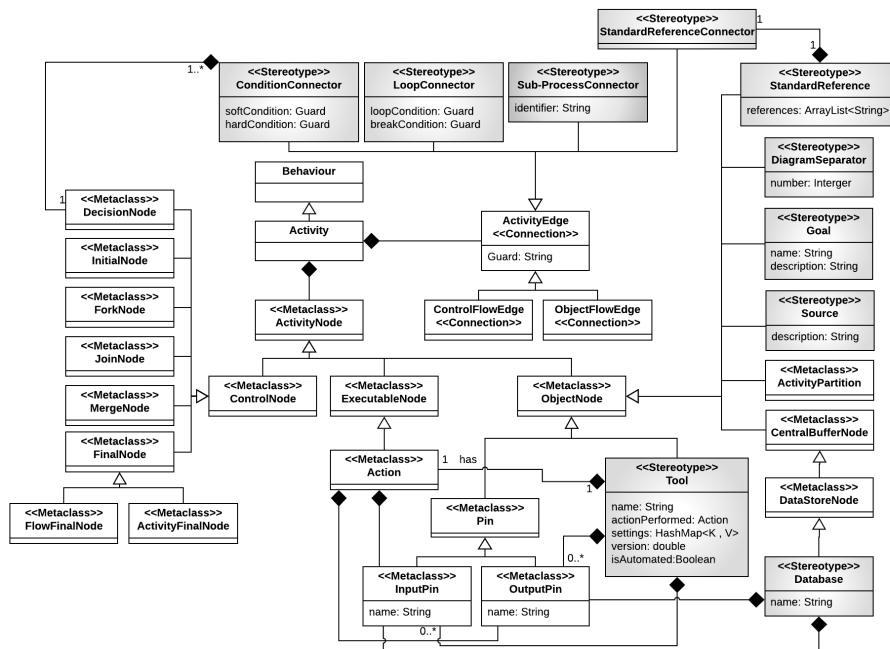 <<Stereotype>>
StandardReferenceConnector
1
1
1..*
<<Stereotype>>
ConditionConnector
softCondition: Guard
hardCondition: Guard
<<Stereotype>>
LoopConnector
loopCondition: Guard
breakCondition: Guard
<<Stereotype>>
Sub-ProcessConnector
identifier: String
<<Stereotype>>
StandardReference
references: ArrayList<String>
<<Stereotype>>
DiagramSeparator
number: Interger
Behaviour
1
<<Metaclass>>
DecisionNode
Activity
ActivityEdge
<<Connection>>
Guard: String
<<Stereotype>>
Goal
name: String
description: String
<<Metaclass>>
InitialNode
<<Metaclass>>
ForkNode
<<Metaclass>>
ActivityNode
ControlFlowEdge
<<Connection>>
ObjectFlowEdge
<<Connection>>
<<Stereotype>>
Source
description: String
<<Metaclass>>
JoinNode
<<Metaclass>>
MergeNode
<<Metaclass>>
ControlNode
<<Metaclass>>
ExecutableNode
<<Metaclass>>
ObjectNode
<<Metaclass>>
ActivityPartition
<<Metaclass>>
FinalNode
<<Metaclass>>
CentralBufferNode
<<Metaclass>>
Action
1 has
1
<<Stereotype>>
Tool
name: String
actionPerformed: Action
settings: HashMap<K , V>
version: double
isAutomated:Boolean
<<Metaclass>>
DataStoreNode
<<Metaclass>>
FlowFinalNode
<<Metaclass>>
ActivityFinalNode
<<Metaclass>>
Pin
0..*
<<Metaclass>>
InputPin
name: String
<<Metaclass>>
OutputPin
name: String
<<Stereotype>>
Database
name: String
0..*